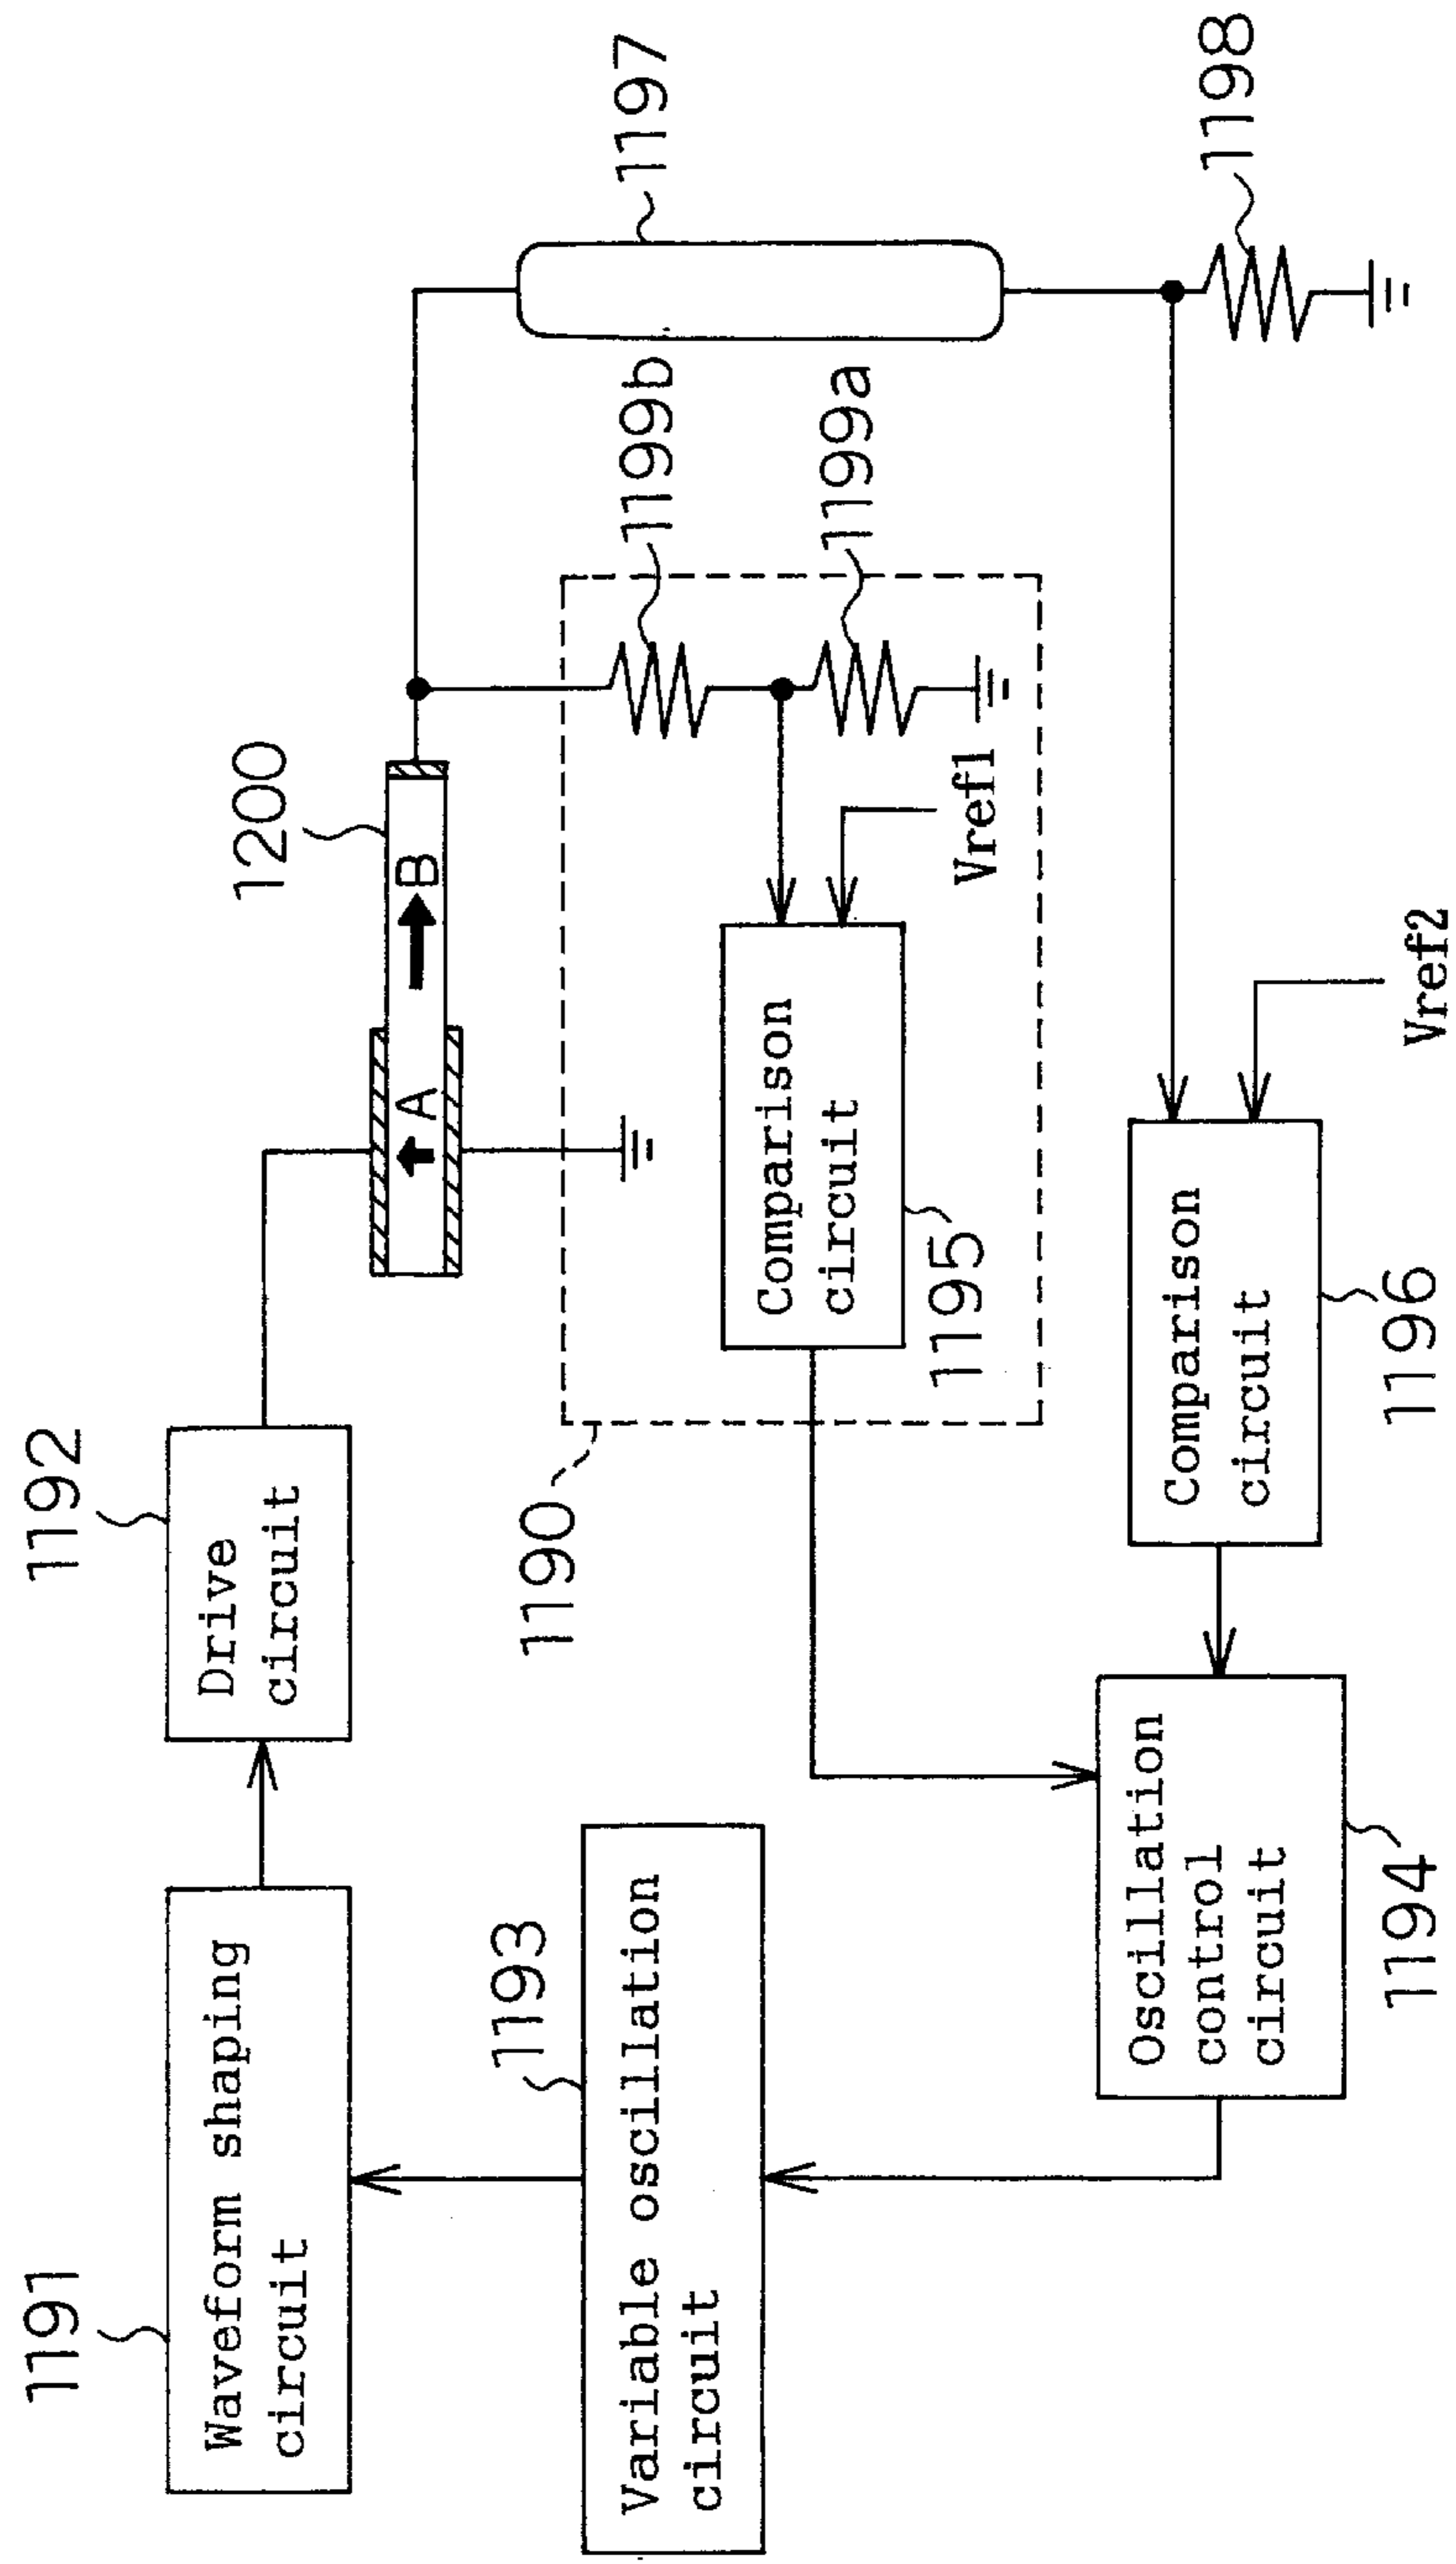 1191
Waveform shaping
circuit
1192
Drive
circuit
1200
A
B
1193
Variable oscillation
circuit
1190
Comparison
circuit
1195
Vref1
1199b
1199a
1197
Oscillation
control
circuit
1194
Comparison
circuit
1196
Vref2
1198